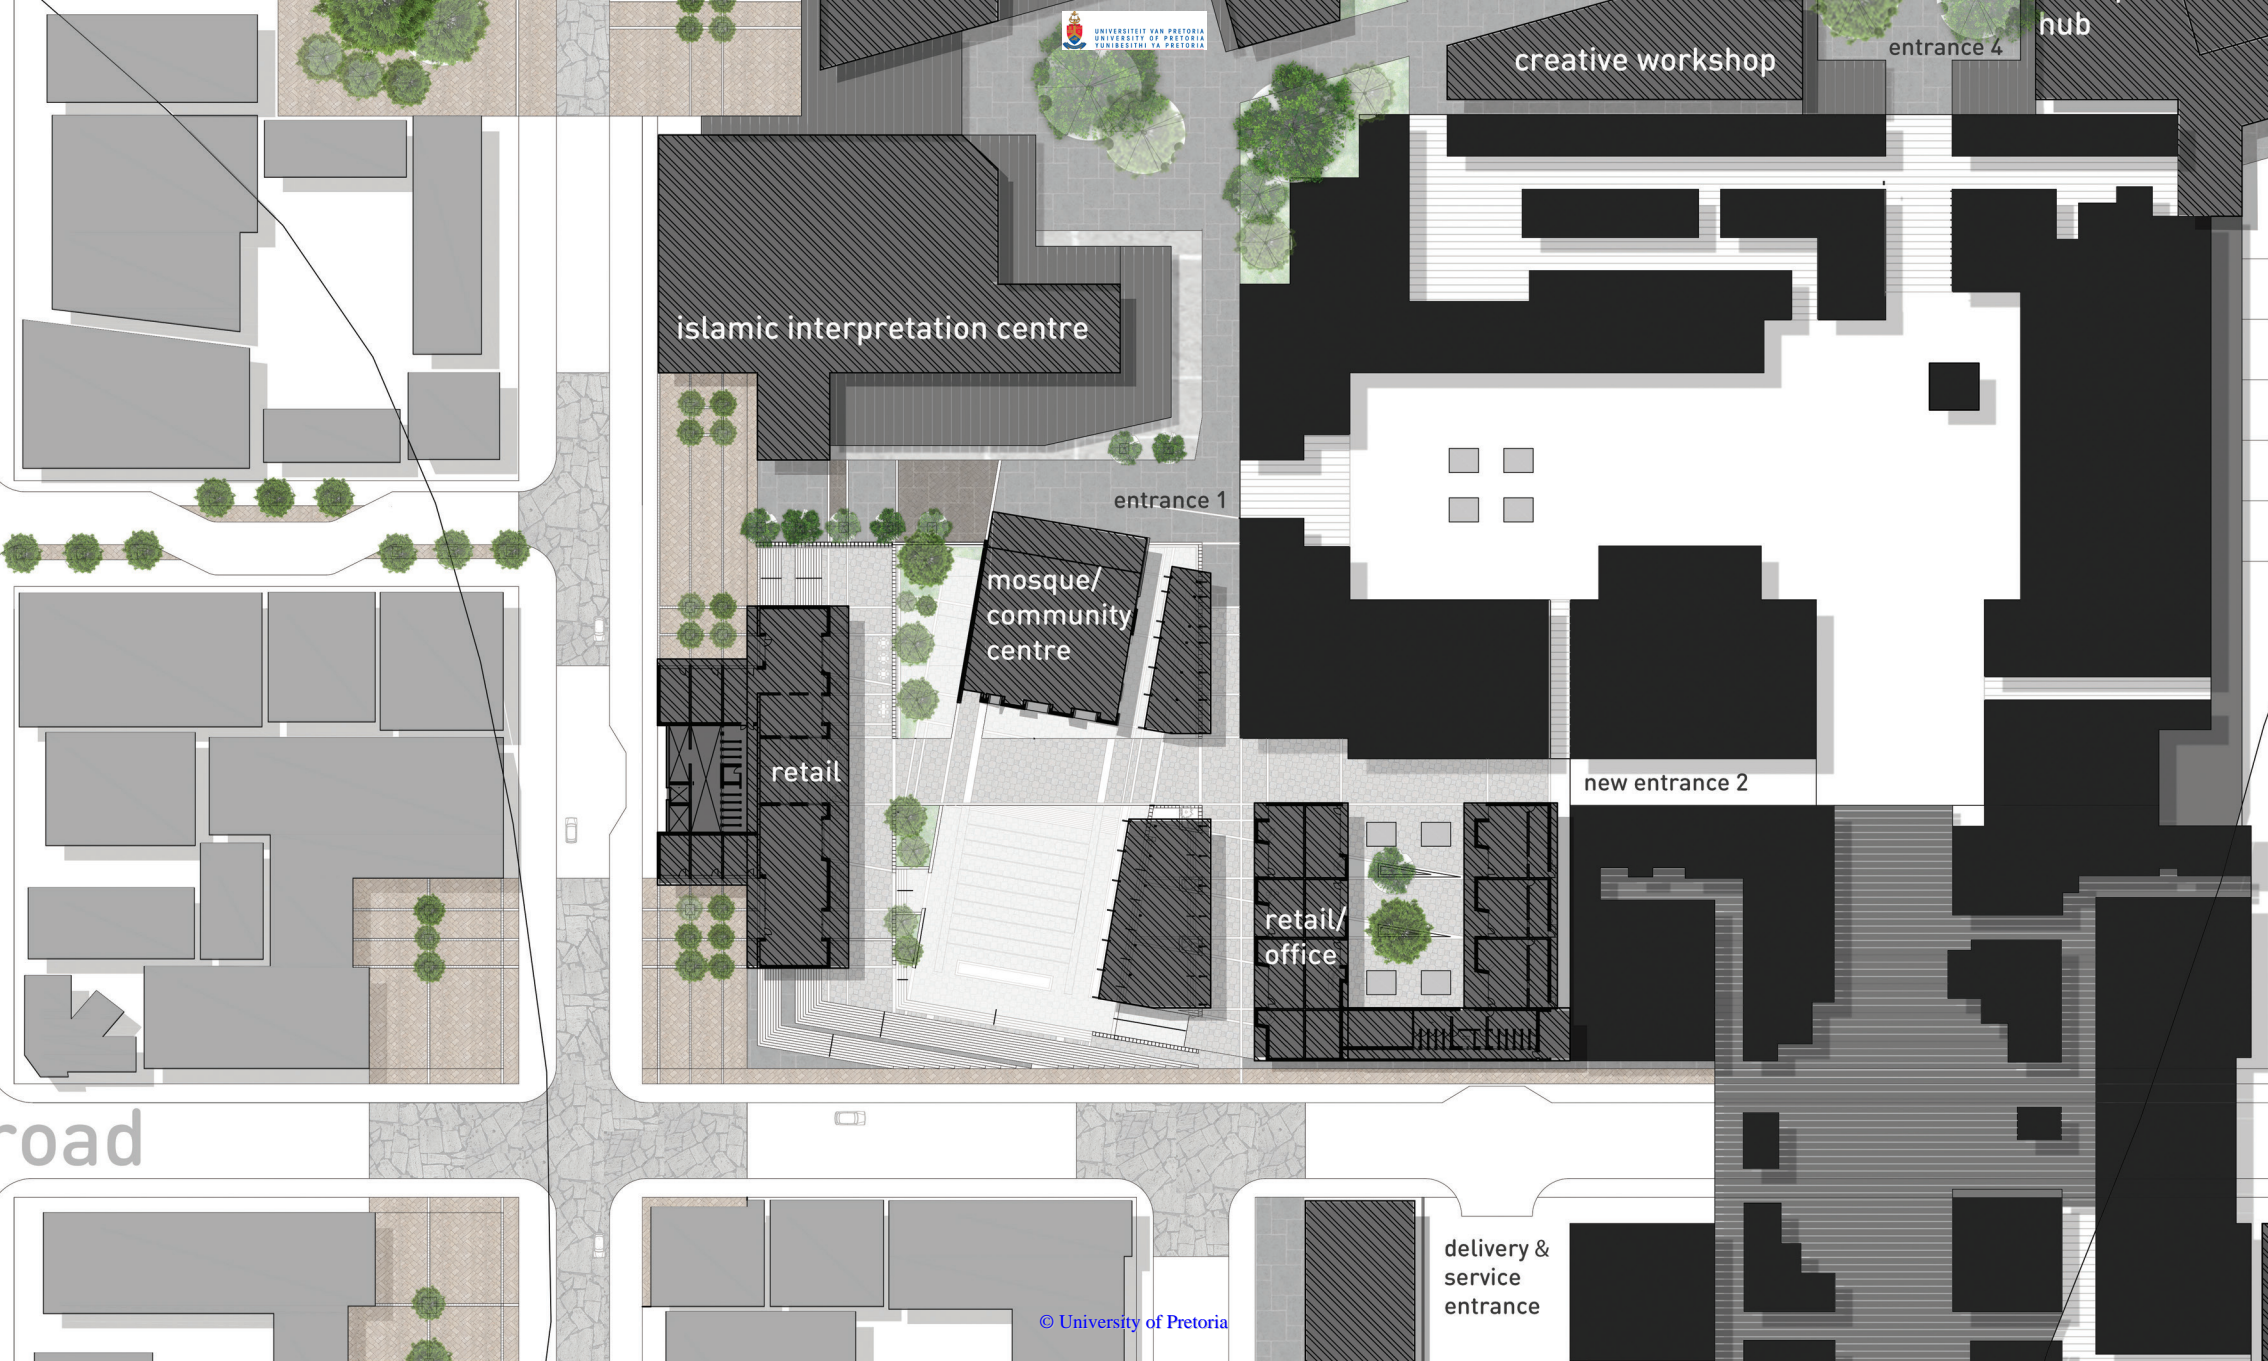 UNIVERSITEIT VAN PRETORIA
UNIVERSITY OF PRETORIA
YUNIBESITHI YA PRETORIA
hub
entrance 4
creative workshop
islamic interpretation centre
entrance 1
mosque/
community
centre
retail
new entrance 2
retail/
office
road
delivery &
service
entrance
© University of Pretoria